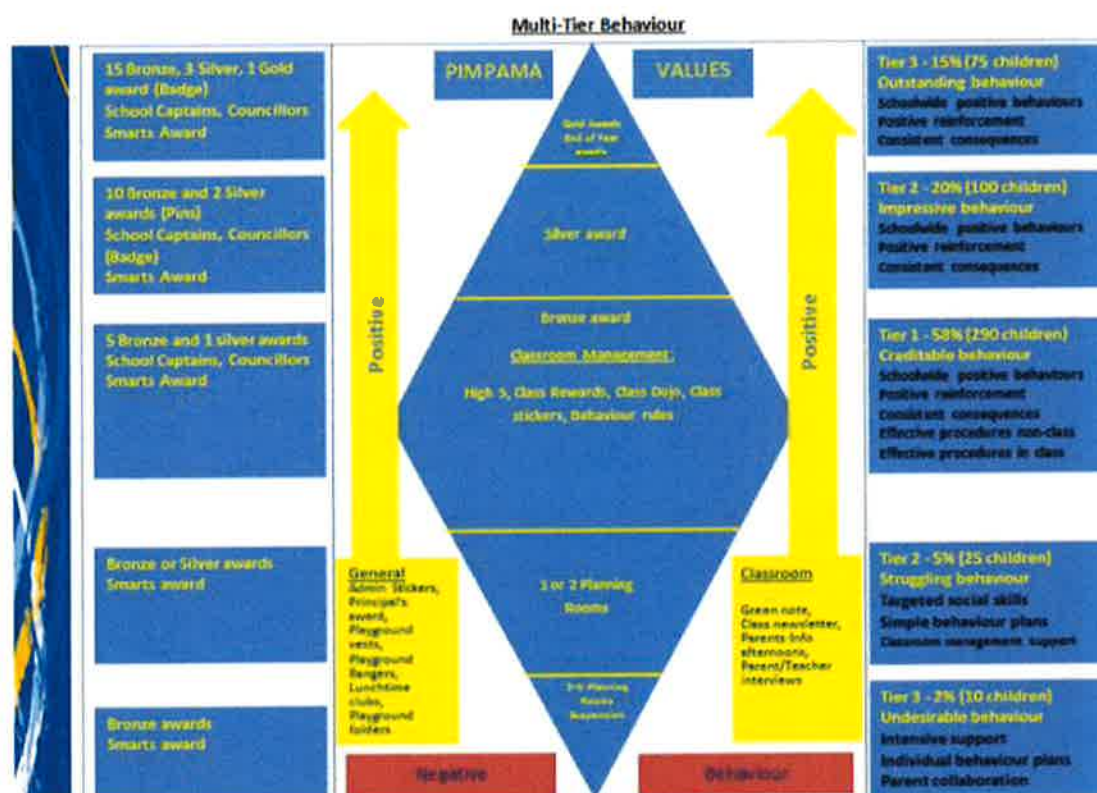 Multi-Tier Behaviour
15 Bronze, 3 Silver, 1 Gold
award (Badge)
School Captains, Councillors
Smarts Award
10 Bronze and 2 Silver
awards (Pins)
School Captains, Councillors
(Badge)
Smarts Award
5 Bronze and 1 silver awards
School Captains, Councillors
Smarts Award
Bronze or Silver awards
Smarts award
Bronze awards
Smarts award
Positive
General
Admin Stickers,
Principal's
award,
Playground
vests,
Playground
Rangers,
Lunchtime
clubs,
Playground
folders
Negative
PIMPAMA
VALUES
Gold Awards
End of Year
awards
Silver award
Bronze award
Classroom Management:
High 5, Class Rewards, Class Dojo, Class
stickers, Behaviour rules
1 or 2 Planning
Rooms
Planning
Rooms
Suspension
Positive
Classroom
Green note,
Class newsletter,
Parents Info
afternoons,
Parent/Teacher
interviews
Behaviour
Tier 3 - 15% (75 children)
Outstanding behaviour
Schoolwide positive behaviours
Positive reinforcement
Consistent consequences
Tier 2 - 20% (100 children)
Impressive behaviour
Schoolwide positive behaviours
Positive reinforcement
Consistent consequences
Tier 1 - 58% (290 children)
Creditable behaviour
Schoolwide positive behaviours
Positive reinforcement
Consistent consequences
Effective procedures non-class
Effective procedures in class
Tier 2 - 5% (25 children)
Struggling behaviour
Targeted social skills
Simple behaviour plans
Classroom management support
Tier 3 - 2% (10 children)
Undesirable behaviour
Intensive support
Individual behaviour plans
Parent collaboration